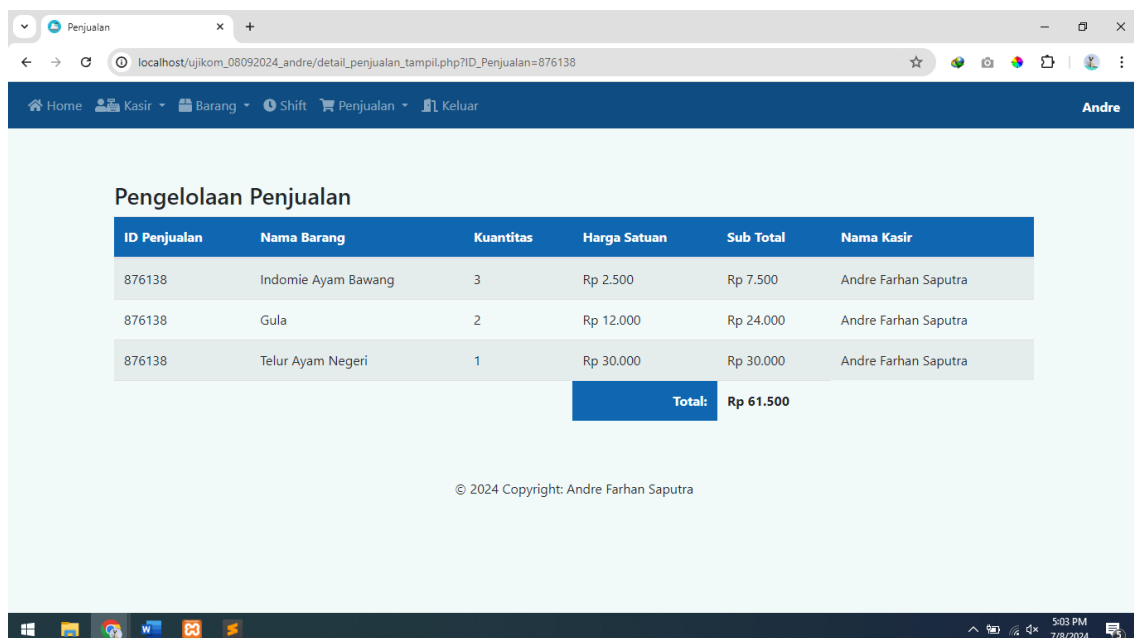 Penjualan
localhost/ujikom_08092024_andre/detail_penjualan_tampil.php?ID_Penjualan=876138
Home Kasir Barang Shift Penjualan Keluar Andre
Pengelolaan Penjualan
ID Penjualan Nama Barang Kuantitas Harga Satuan Sub Total Nama Kasir
876138 Indomie Ayam Bawang 3 Rp 2.500 Rp 7.500 Andre Farhan Saputra
876138 Gula 2 Rp 12.000 Rp 24.000 Andre Farhan Saputra
876138 Telur Ayam Negeri 1 Rp 30.000 Rp 30.000 Andre Farhan Saputra
Total: Rp 61.500
© 2024 Copyright: Andre Farhan Saputra
5:03 PM
7/8/2024